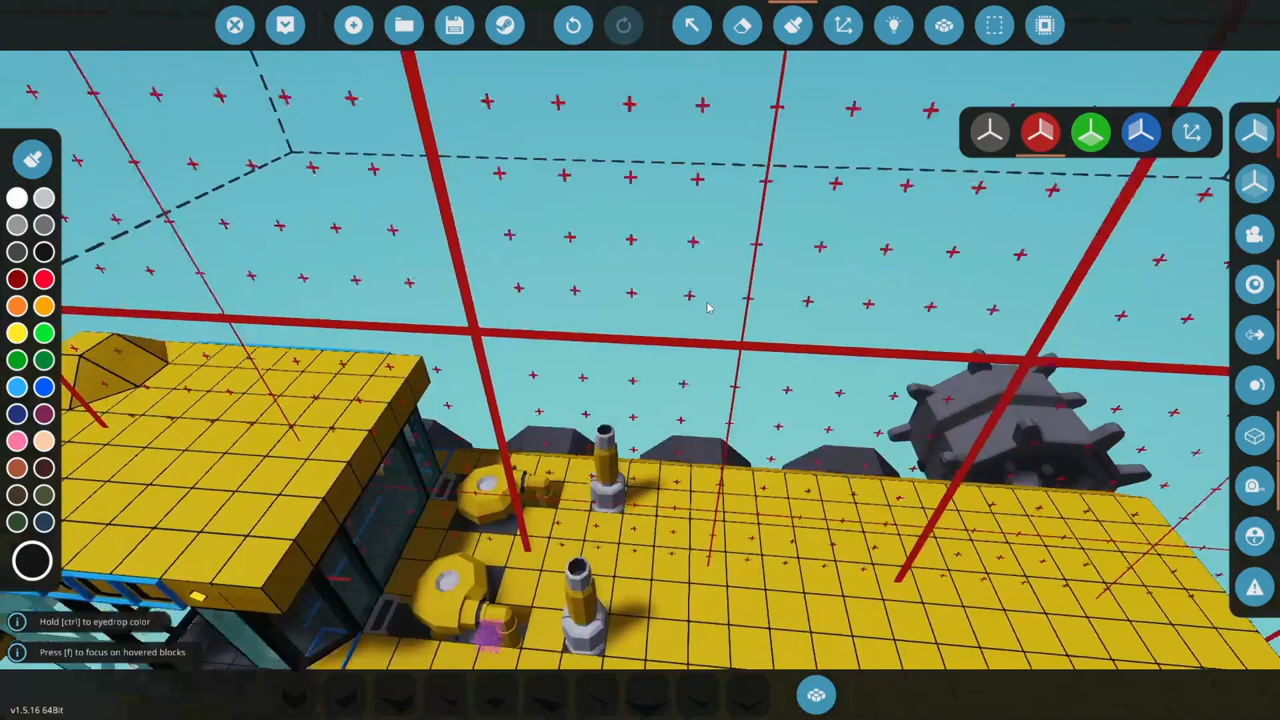 Hold [ctrl] to eyedrop color
Press [f] to focus on hovered blocks
v1.5.16 64Bit